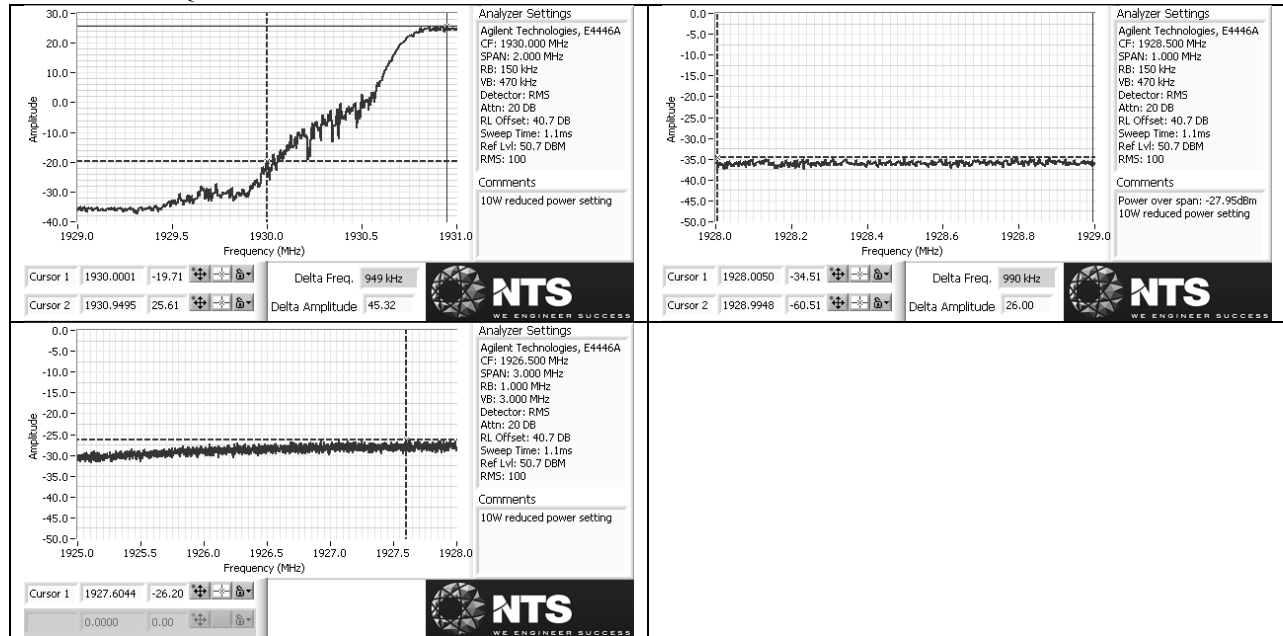 30.0
20.0
10.0
0.0
-10.0
-20.0
-30.0
-40.0
Amplitude
1929.0 1929.5 1930.0 1930.5 1931.0
Frequency (MHz)
Analyzer Settings
Agilent Technologies, E4446A
CF: 1930.000 MHz
SPAN: 2.000 MHz
RB: 150 kHz
VB: 470 kHz
Detector: RMS
Attn: 20 DB
RL Offset: 40.7 DB
Sweep Time: 1.1ms
Ref Lvl: 50.7 DBM
RMS: 100
Comments
10W reduced power setting
Cursor 1 1930.0001 -19.71
Cursor 2 1930.9495 25.61
Delta Freq. 949 kHz
Delta Amplitude 45.32
NTS
WE ENGINEER SUCCESS
0.0
-5.0
-10.0
-15.0
-20.0
-25.0
-30.0
-35.0
-40.0
-45.0
-50.0
Amplitude
1928.0 1928.2 1928.4 1928.6 1928.8 1929.0
Frequency (MHz)
Analyzer Settings
Agilent Technologies, E4446A
CF: 1928.500 MHz
SPAN: 1.000 MHz
RB: 150 kHz
VB: 470 kHz
Detector: RMS
Attn: 20 DB
RL Offset: 40.7 DB
Sweep Time: 1.1ms
Ref Lvl: 50.7 DBM
RMS: 100
Comments
Power over span: -27.95dBm
10W reduced power setting
Cursor 1 1928.0050 -34.51
Cursor 2 1928.9948 -60.51
Delta Freq. 990 kHz
Delta Amplitude 26.00
NTS
WE ENGINEER SUCCESS
0.0
-5.0
-10.0
-15.0
-20.0
-25.0
-30.0
-35.0
-40.0
-45.0
-50.0
Amplitude
1925.0 1925.5 1926.0 1926.5 1927.0 1927.5 1928.0
Frequency (MHz)
Analyzer Settings
Agilent Technologies, E4446A
CF: 1926.500 MHz
SPAN: 3.000 MHz
RB: 1.000 MHz
VB: 3.000 MHz
Detector: RMS
Attn: 20 DB
RL Offset: 40.7 DB
Sweep Time: 1.1ms
Ref Lvl: 50.7 DBM
RMS: 100
Comments
10W reduced power setting
Cursor 1 1927.6044 -26.20
0.0000 0.00
NTS
WE ENGINEER SUCCESS